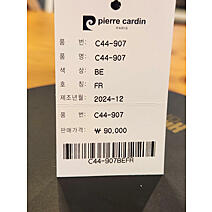 pierre cardin
PARIS
품 번: C44-907
품 명: C44-907
색 상: BE
호 칭: FR
제조년월: 2024-12
품 번: C44-907
판매가격: ₩ 90,000
C44-907BEFR